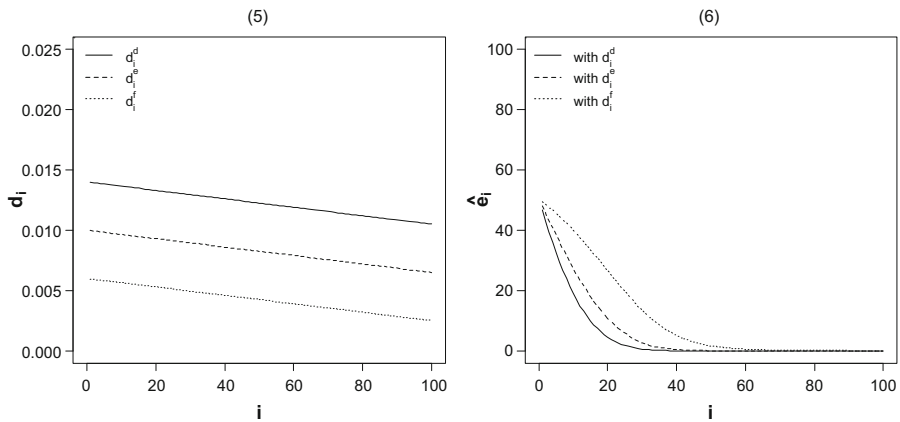 (5)
0.025
0.020
0.015
0.010
0.005
0.000
d_i
d_i^d
d_i^e
d_i^f
0 20 40 60 80 100
i
(6)
100
80
60
40
20
0
ê_i
with d_i^d
with d_i^e
with d_i^f
0 20 40 60 80 100
i